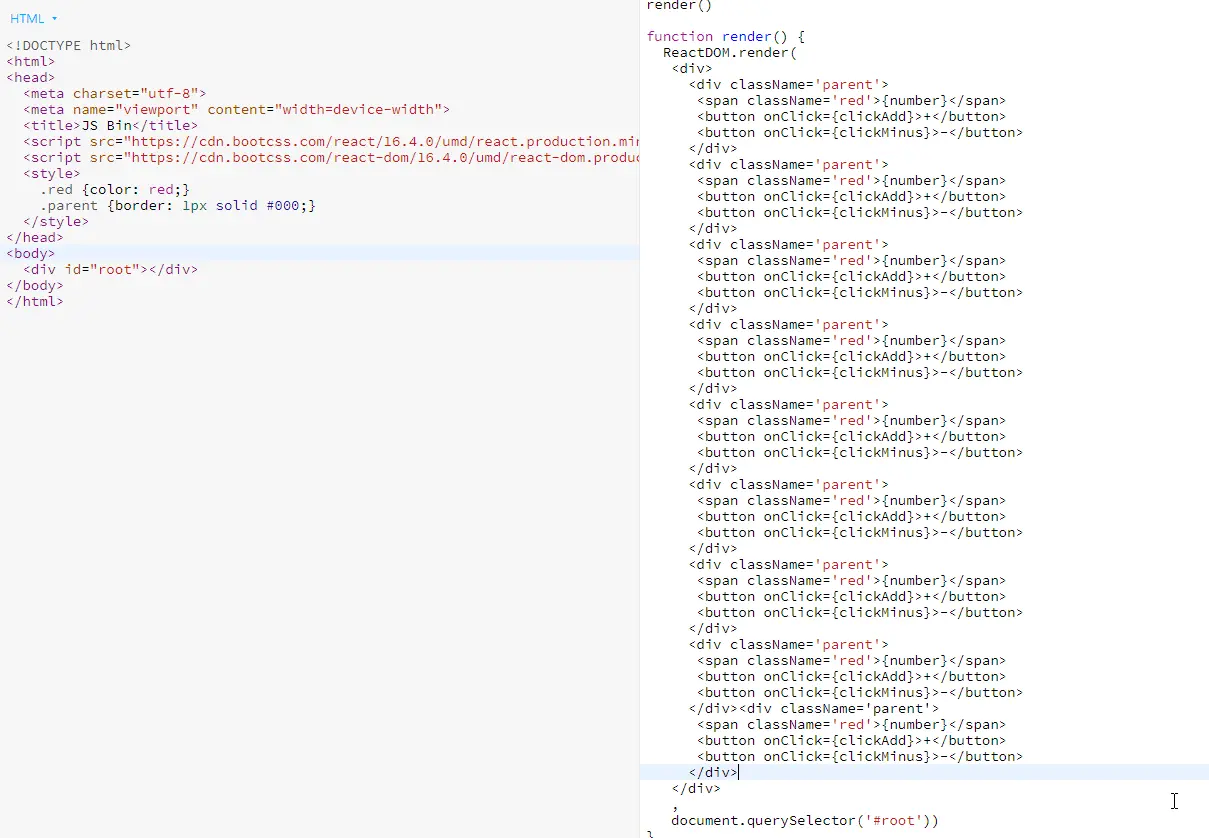 HTML
<!DOCTYPE html>
<html>
<head>
  <meta charset="utf-8">
  <meta name="viewport" content="width=device-width">
  <title>JS Bin</title>
  <script src="https://cdn.bootcss.com/react/16.4.0/umd/react.production.mi
  <script src="https://cdn.bootcss.com/react-dom/16.4.0/umd/react-dom.produc
  <style>
    .red {color: red;}
    .parent {border: 1px solid #000;}
  </style>
</head>
<body>
  <div id="root"></div>
</body>
</html>
render()
function render() {
  ReactDOM.render(
   <div>
     <div className='parent'>
      <span className='red'>{number}</span>
      <button onClick={clickAdd}>+</button>
      <button onClick={clickMinus}>-</button>
     </div>
     <div className='parent'>
      <span className='red'>{number}</span>
      <button onClick={clickAdd}>+</button>
      <button onClick={clickMinus}>-</button>
     </div>
     <div className='parent'>
      <span className='red'>{number}</span>
      <button onClick={clickAdd}>+</button>
      <button onClick={clickMinus}>-</button>
     </div>
     <div className='parent'>
      <span className='red'>{number}</span>
      <button onClick={clickAdd}>+</button>
      <button onClick={clickMinus}>-</button>
     </div>
     <div className='parent'>
      <span className='red'>{number}</span>
      <button onClick={clickAdd}>+</button>
      <button onClick={clickMinus}>-</button>
     </div>
     <div className='parent'>
      <span className='red'>{number}</span>
      <button onClick={clickAdd}>+</button>
      <button onClick={clickMinus}>-</button>
     </div>
     <div className='parent'>
      <span className='red'>{number}</span>
      <button onClick={clickAdd}>+</button>
      <button onClick={clickMinus}>-</button>
     </div>
     <div className='parent'>
      <span className='red'>{number}</span>
      <button onClick={clickAdd}>+</button>
      <button onClick={clickMinus}>-</button>
     </div><div className='parent'>
      <span className='red'>{number}</span>
      <button onClick={clickAdd}>+</button>
      <button onClick={clickMinus}>-</button>
     </div>
   </div>
   ,
   document.querySelector('#root'))
}